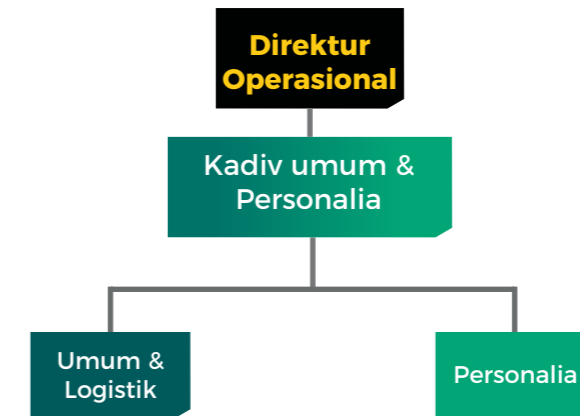 Direktur
Operasional
Kadiv umum &
Personalia
Umum &
Logistik
Personalia